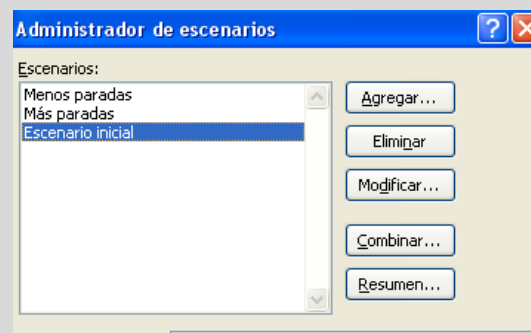 Administrador de escenarios
Escenarios:
Menos paradas
Más paradas
Escenario inicial
Agregar...
Eliminar
Modificar...
Combinar...
Resumen...